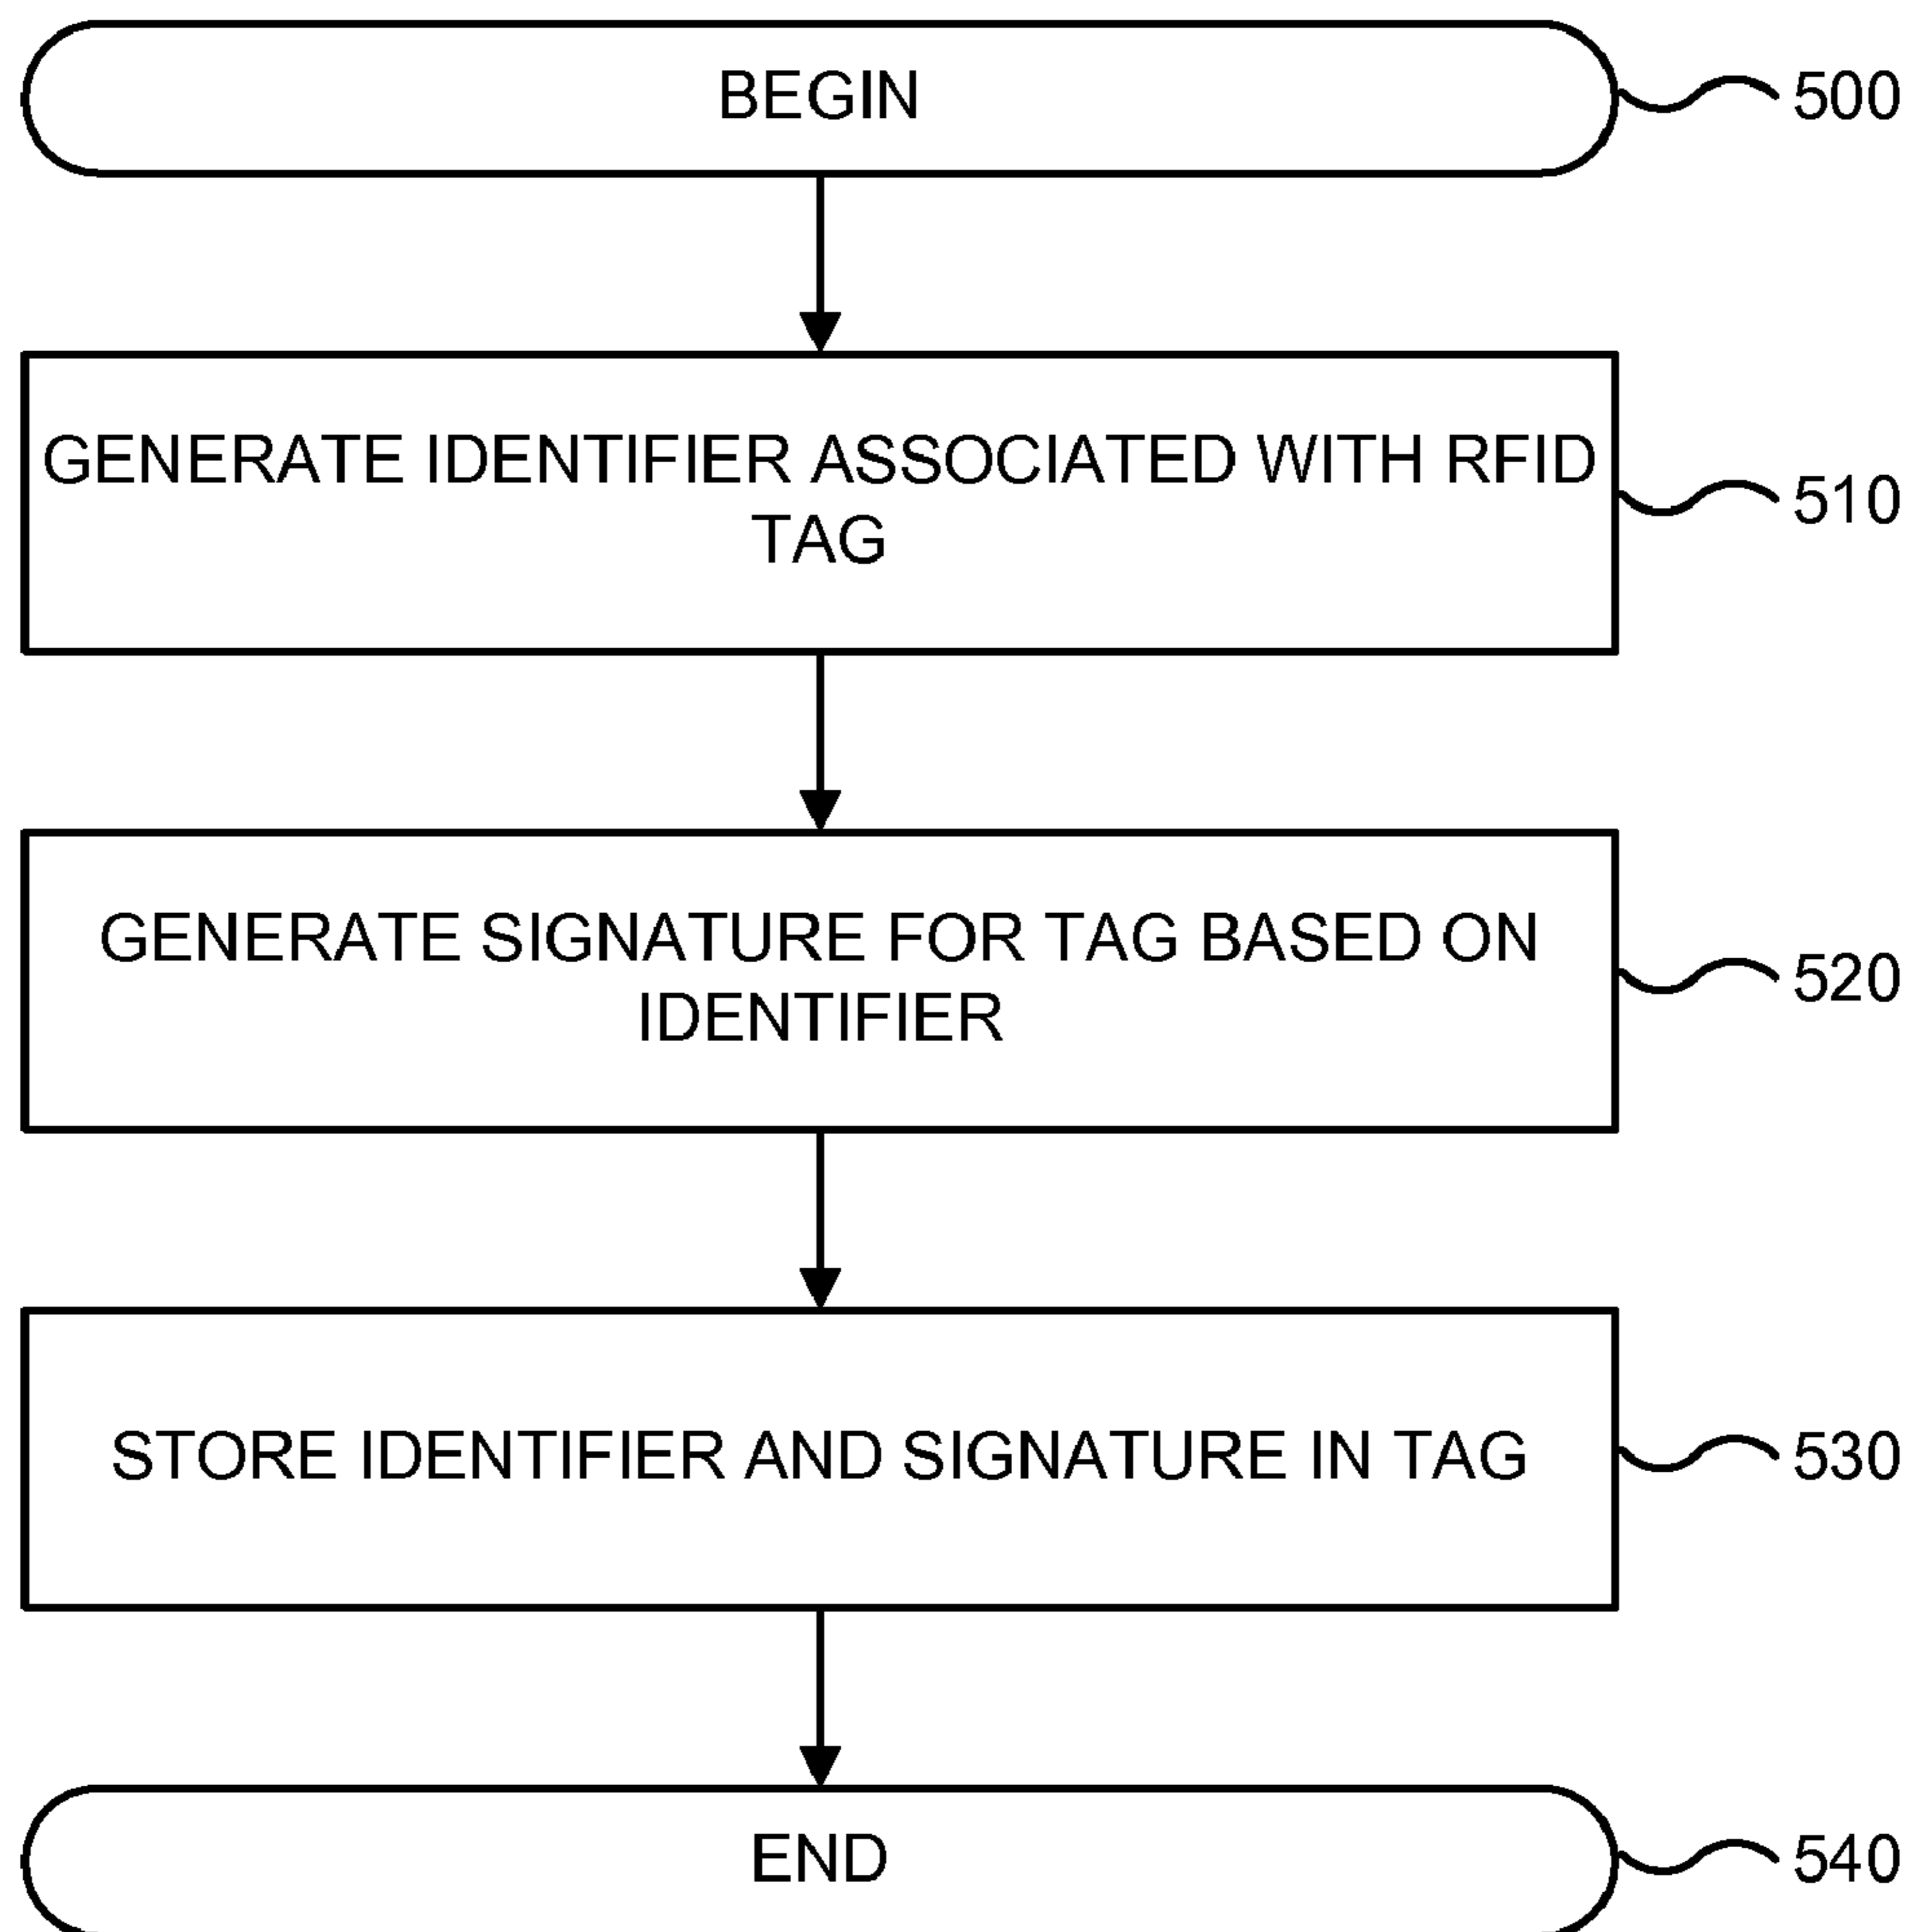 BEGIN
500
GENERATE IDENTIFIER ASSOCIATED WITH RFID
TAG
510
GENERATE SIGNATURE FOR TAG BASED ON
IDENTIFIER
520
STORE IDENTIFIER AND SIGNATURE IN TAG
530
END
540